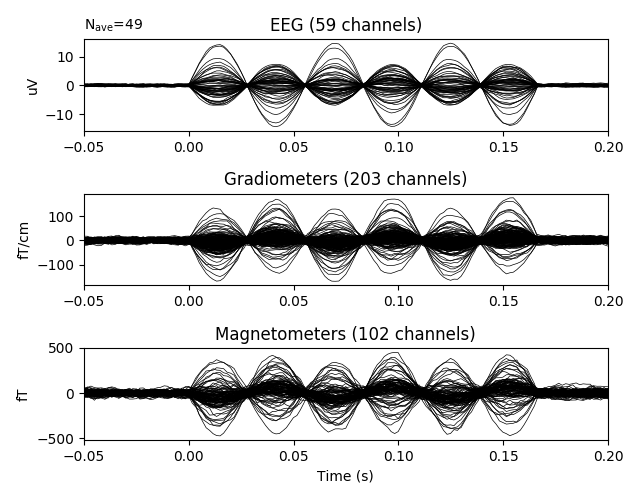 N_ave=49
EEG (59 channels)
10
0
−10
uV
−0.05 0.00 0.05 0.10 0.15 0.20
Gradiometers (203 channels)
100
0
−100
fT/cm
−0.05 0.00 0.05 0.10 0.15 0.20
Magnetometers (102 channels)
500
0
−500
fT
−0.05 0.00 0.05 0.10 0.15 0.20
Time (s)